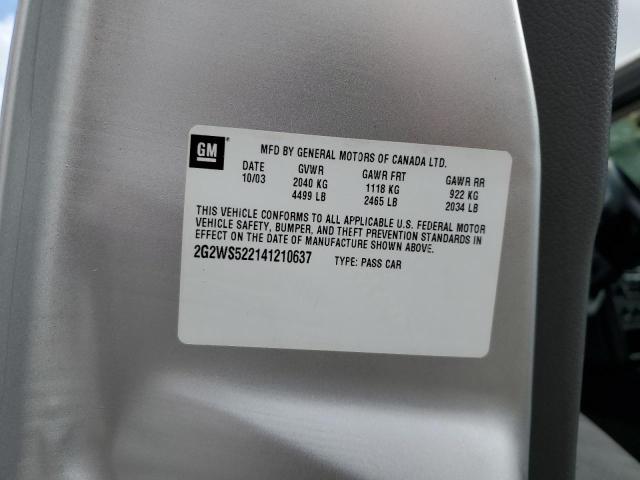 GM
MFD BY GENERAL MOTORS OF CANADA LTD.
DATE GVWR GAWR FRT GAWR RR
10/03 2040 KG 1118 KG 922 KG
4499 LB 2465 LB 2034 LB
THIS VEHICLE CONFORMS TO ALL APPLICABLE U.S. FEDERAL MOTOR
VEHICLE SAFETY, BUMPER, AND THEFT PREVENTION STANDARDS IN
EFFECT ON THE DATE OF MANUFACTURE SHOWN ABOVE.
2G2WS522141210637 TYPE: PASS CAR